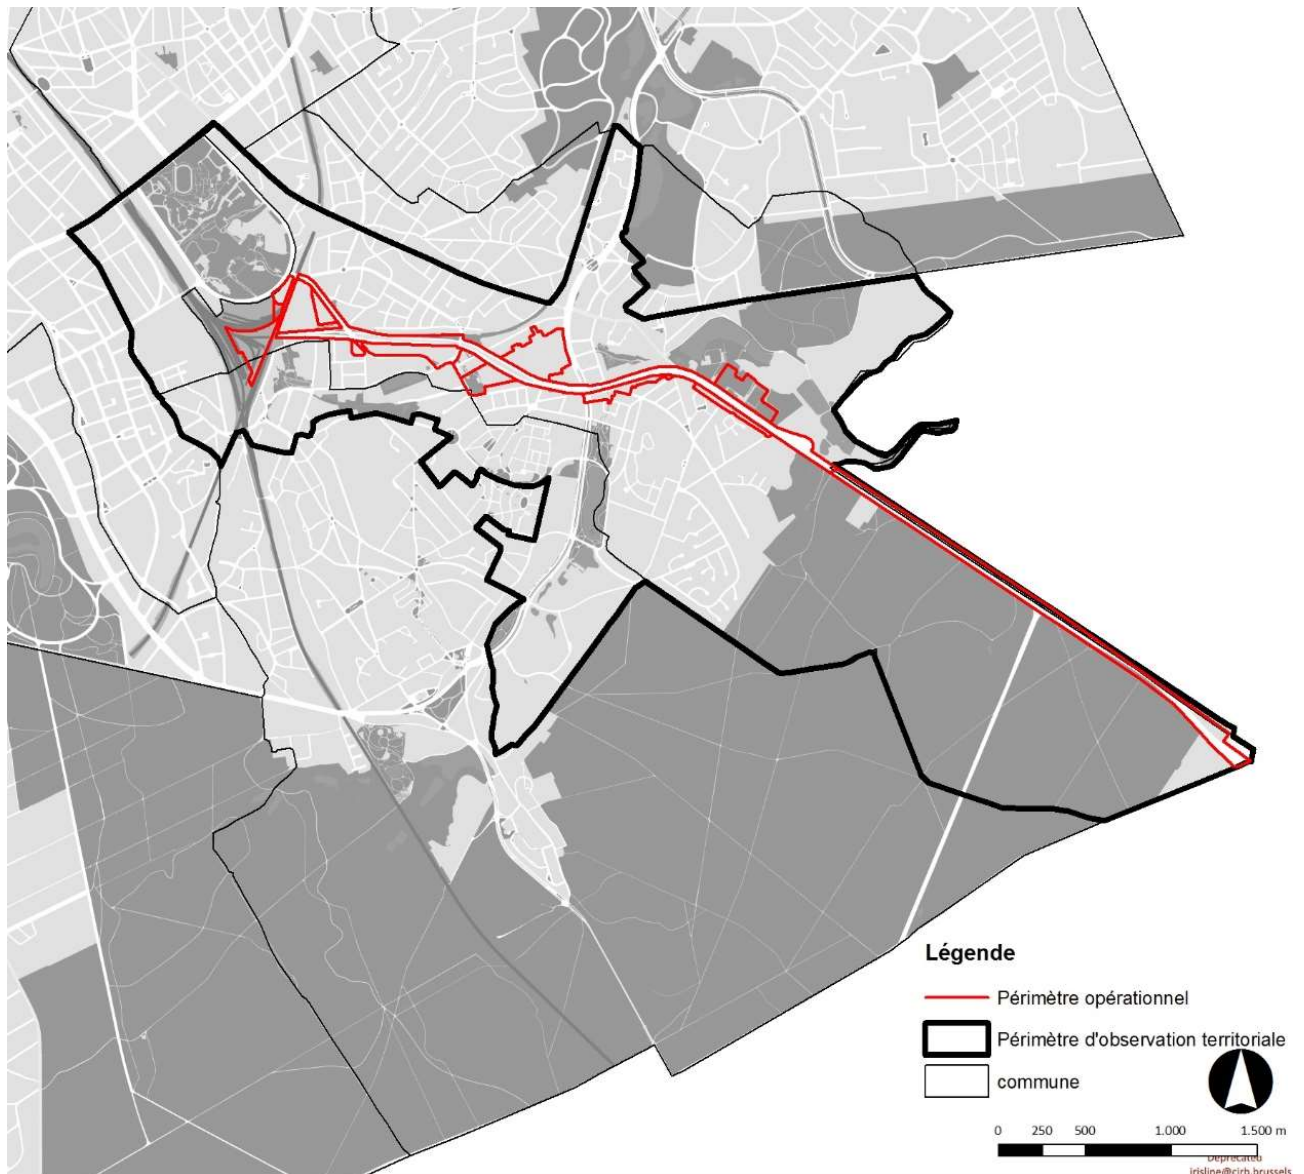 Légende
Périmètre opérationnel
Périmètre d'observation territoriale
commune
0 250 500 1.000 1.500 m
Deprecated
irisline@cirb.brussels